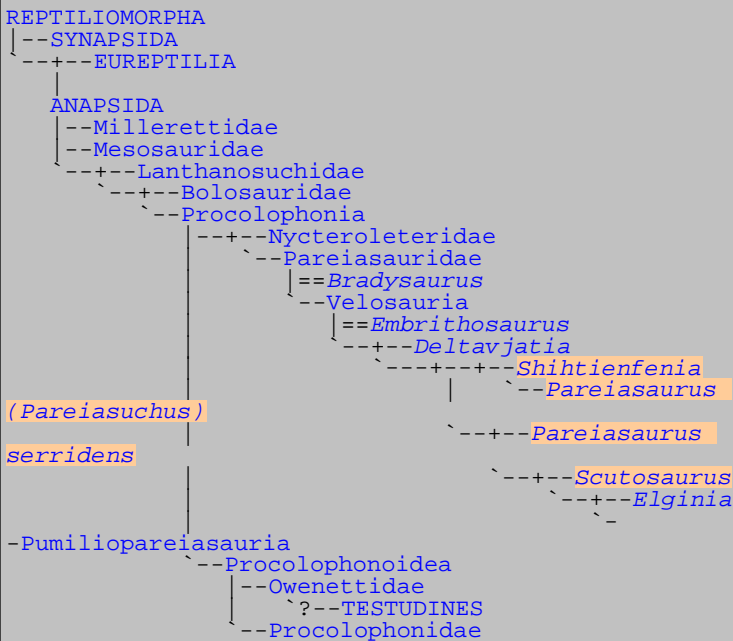 REPTILIOMORPHA
|--SYNAPSIDA
`--+--EUREPTILIA
|
ANAPSIDA
|--Millerettidae
|--Mesosauridae
`--+--Lanthanosuchidae
`--+--Bolosauridae
`--Procolophonia
|--+--Nycteroleteridae
| `--Pareiasauridae
| |==Bradysaurus
| `--Velosauria
| |==Embrithosaurus
| `--+--Deltavjatia
| `---+--+--Shihtienfenia
| | `--Pareiasaurus
(Pareiasuchus)
| `--+--Pareiasaurus
serridens
| `--+--Scutosaurus
| `--+--Elginia
| `-
-Pumiliopareiasauria
`--Procolophonoidea
|--Owenettidae
| `?--TESTUDINES
`--Procolophonidae